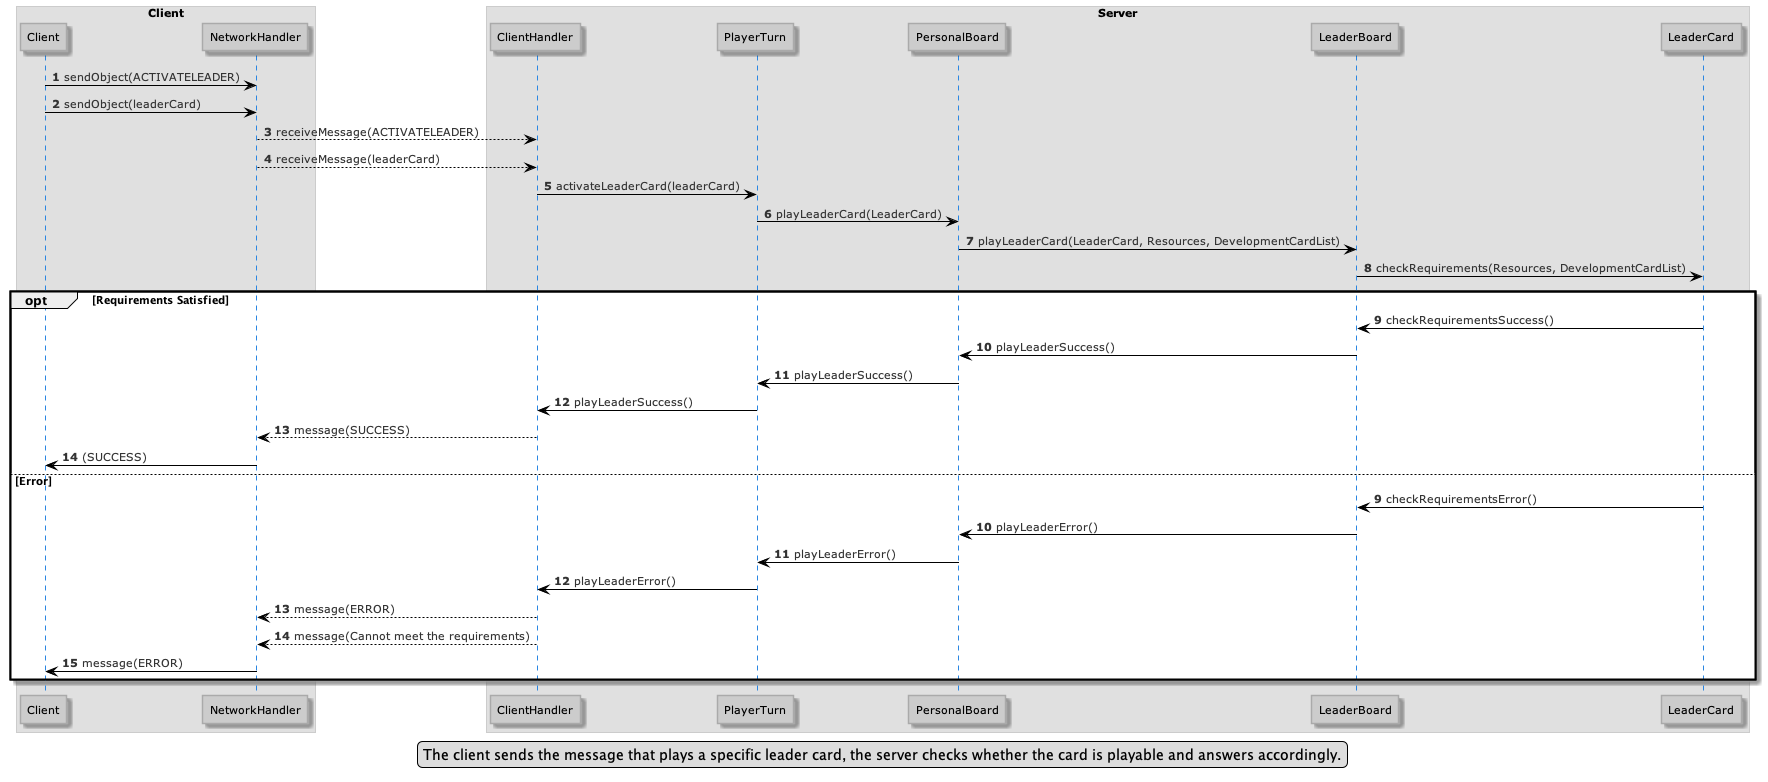 Client
Server
Client
NetworkHandler
ClientHandler
PlayerTurn
PersonalBoard
LeaderBoard
LeaderCard
1 sendObject(ACTIVATELEADER)
2 sendObject(leaderCard)
3 receiveMessage(ACTIVATELEADER)
4 receiveMessage(leaderCard)
5 activateLeaderCard(leaderCard)
6 playLeaderCard(LeaderCard)
7 playLeaderCard(LeaderCard, Resources, DevelopmentCardList)
8 checkRequirements(Resources, DevelopmentCardList)
opt [Requirements Satisfied]
9 checkRequirementsSuccess()
10 playLeaderSuccess()
11 playLeaderSuccess()
12 playLeaderSuccess()
13 message(SUCCESS)
14 (SUCCESS)
[Error]
9 checkRequirementsError()
10 playLeaderError()
11 playLeaderError()
12 playLeaderError()
13 message(ERROR)
14 message(Cannot meet the requirements)
15 message(ERROR)
Client
NetworkHandler
ClientHandler
PlayerTurn
PersonalBoard
LeaderBoard
LeaderCard
The client sends the message that plays a specific leader card, the server checks whether the card is playable and answers accordingly.